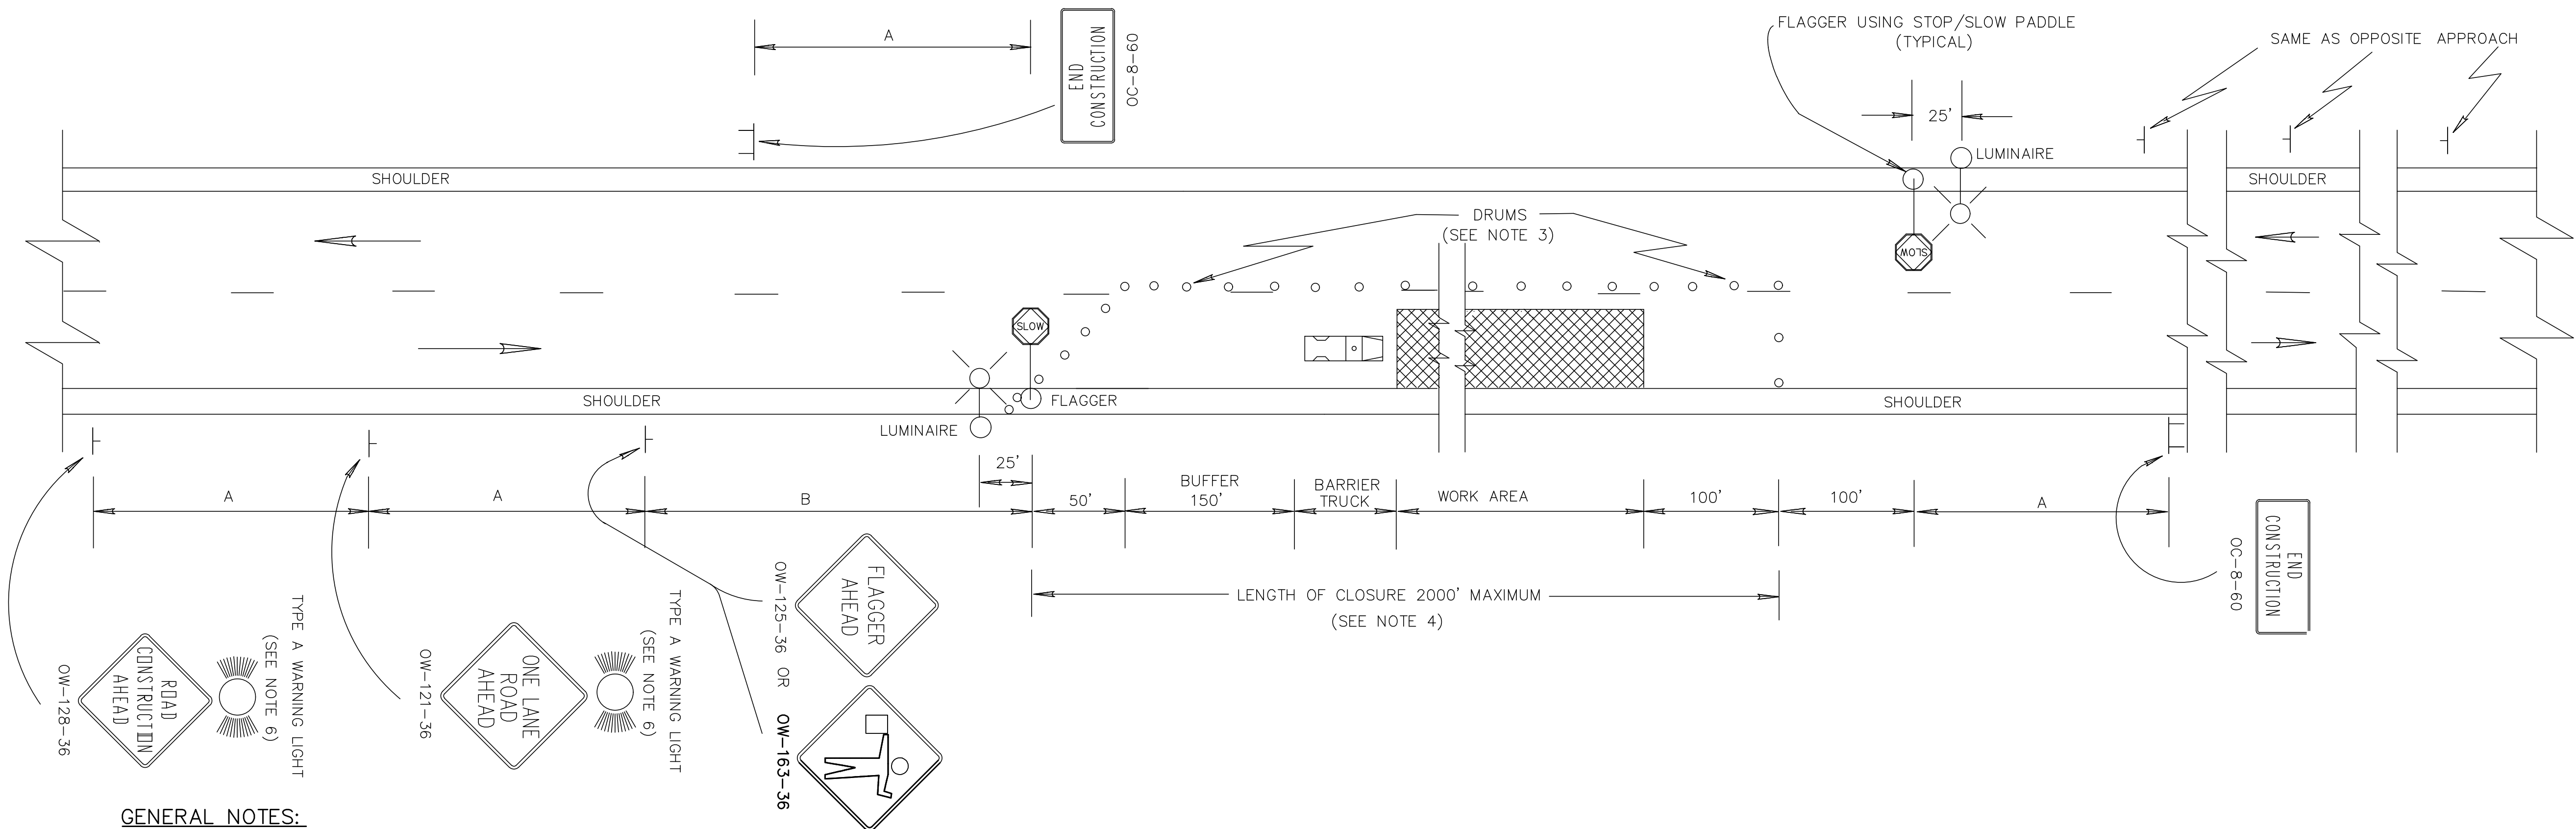 A
END
CONSTRUCTION
OC-8-60
FLAGGER USING STOP/SLOW PADDLE
(TYPICAL)
SAME AS OPPOSITE APPROACH
25'
LUMINAIRE
SHOULDER
SHOULDER
DRUMS
(SEE NOTE 3)
SLOW
SLOW
SHOULDER
FLAGGER
SHOULDER
LUMINAIRE
25'
A
A
B
50'
BUFFER
150'
BARRIER
TRUCK
WORK AREA
100'
100'
A
LENGTH OF CLOSURE 2000' MAXIMUM
(SEE NOTE 4)
END
CONSTRUCTION
OC-8-60
TYPE A WARNING LIGHT
(SEE NOTE 6)
ROAD
CONSTRUCTION
AHEAD
OW-128-36
TYPE A WARNING LIGHT
(SEE NOTE 6)
ONE LANE
ROAD
AHEAD
OW-121-36
FLAGGER
AHEAD
OW-125-36 OR OW-163-36
GENERAL NOTES: